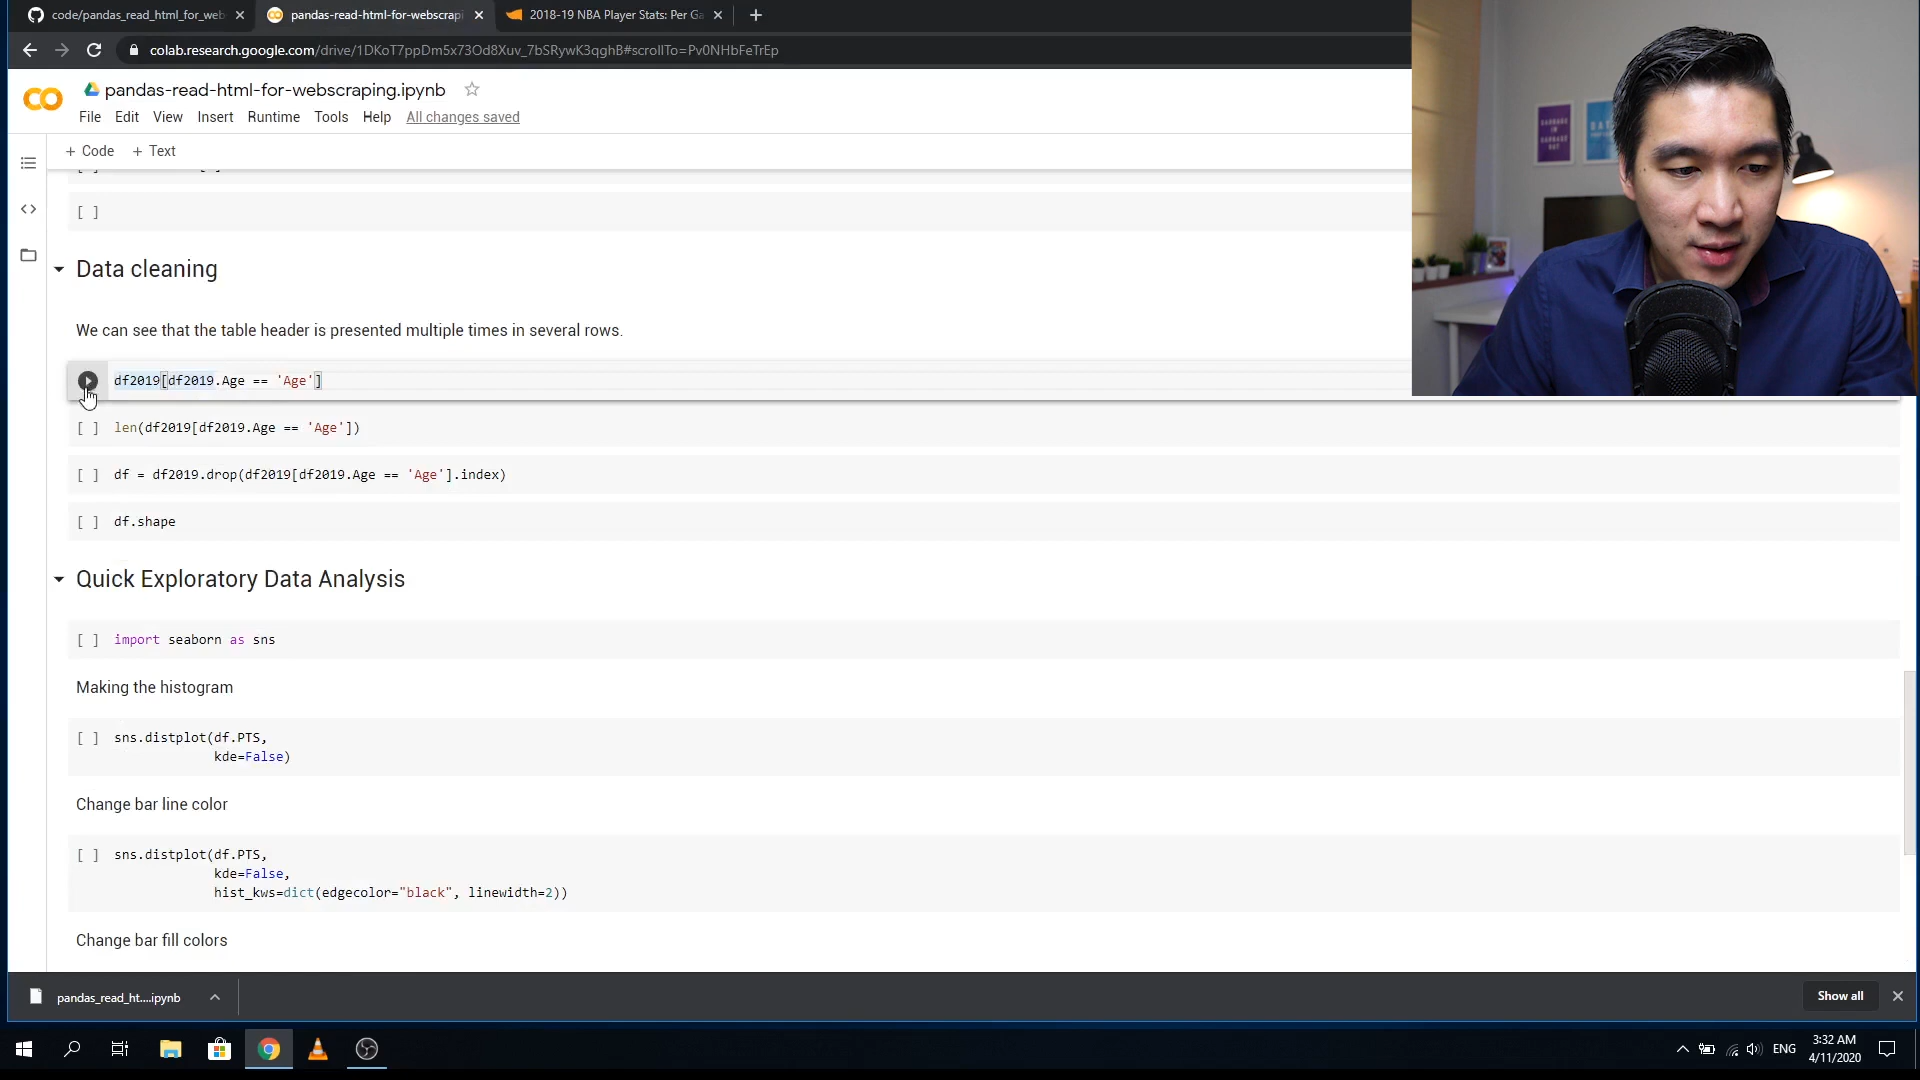 code/pandas_read_html_for_web
pandas-read-html-for-webscrapi
2018-19 NBA Player Stats: Per Ga
colab.research.google.com/drive/1DKoT7ppDm5x73Od8Xuv_7bSRywK3qghB#scrollTo=Pv0NHbFeTrEp
pandas-read-html-for-webscraping.ipynb
File Edit View Insert Runtime Tools Help All changes saved
+ Code + Text
[ ]
Data cleaning
We can see that the table header is presented multiple times in several rows.
df2019[df2019.Age == 'Age']
[ ] len(df2019[df2019.Age == 'Age'])
[ ] df = df2019.drop(df2019[df2019.Age == 'Age'].index)
[ ] df.shape
Quick Exploratory Data Analysis
[ ] import seaborn as sns
Making the histogram
[ ] sns.distplot(df.PTS,
kde=False)
Change bar line color
[ ] sns.distplot(df.PTS,
kde=False,
hist_kws=dict(edgecolor="black", linewidth=2))
Change bar fill colors
pandas_read_ht....ipynb
Show all
ENG
3:32 AM
4/11/2020